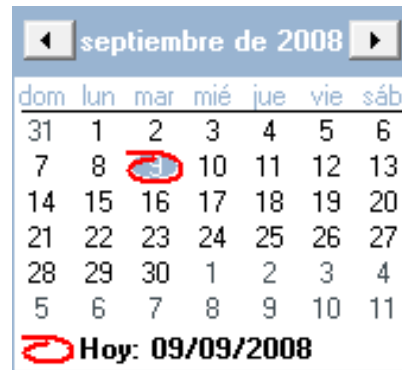 septiembre de 2008
dom lun mar mié jue vie sáb
31 1 2 3 4 5 6
7 8 9 10 11 12 13
14 15 16 17 18 19 20
21 22 23 24 25 26 27
28 29 30 1 2 3 4
5 6 7 8 9 10 11
Hoy: 09/09/2008